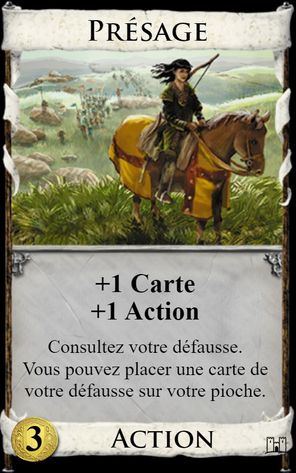 Présage
+1 Carte
+1 Action
Consultez votre défausse.
Vous pouvez placer une carte de
votre défausse sur votre pioche.
3
Action